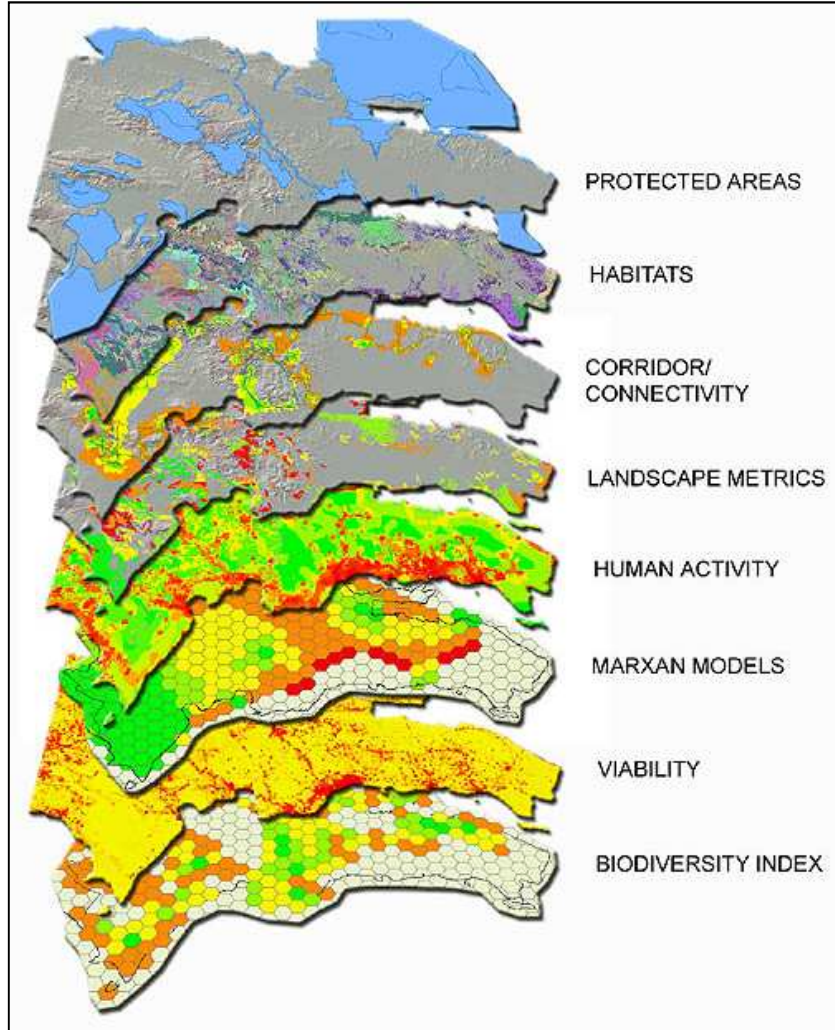 PROTECTED AREAS
HABITATS
CORRIDOR/
CONNECTIVITY
LANDSCAPE METRICS
HUMAN ACTIVITY
MARXAN MODELS
VIABILITY
BIODIVERSITY INDEX